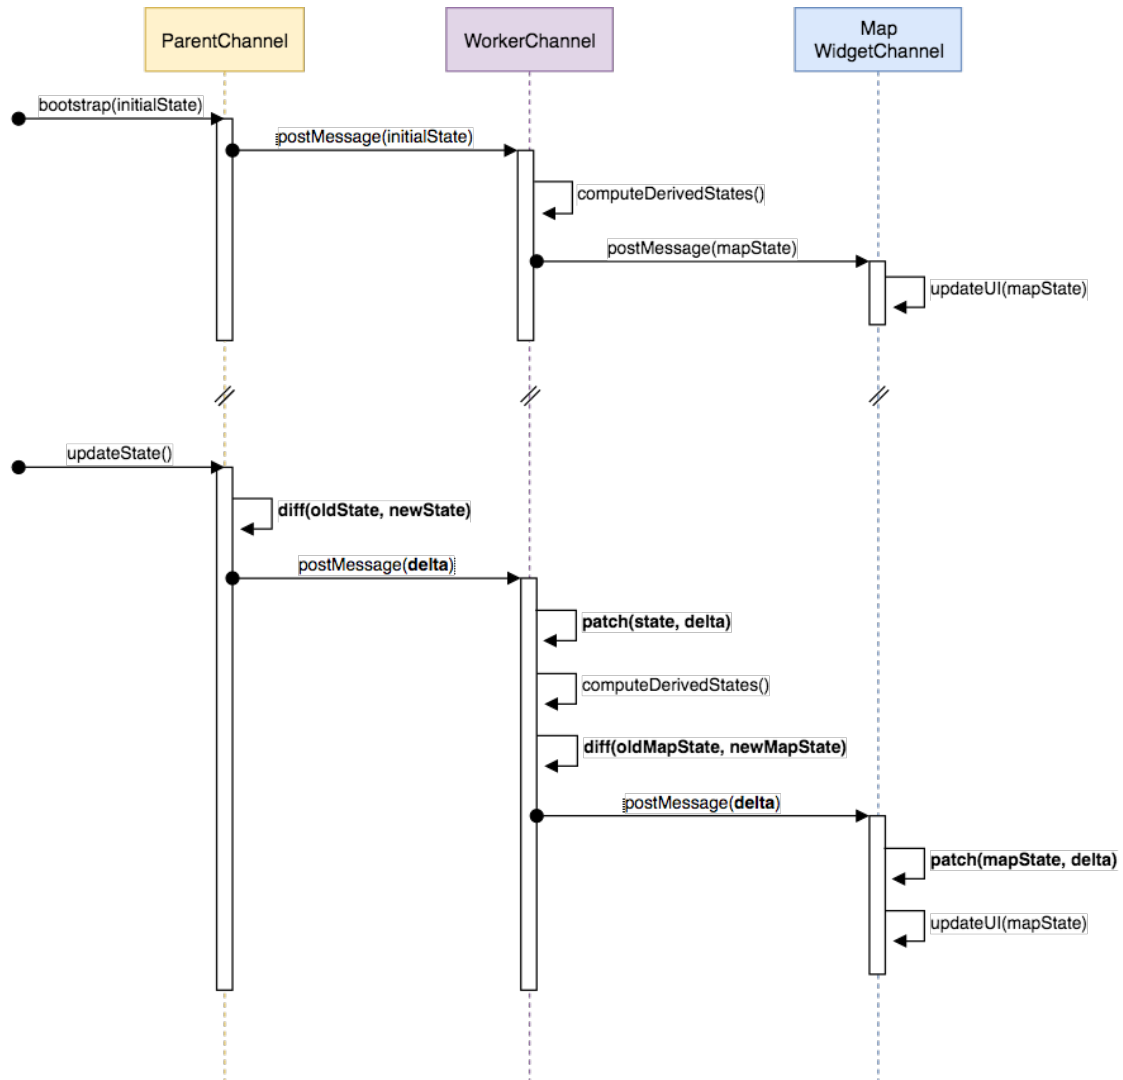 ParentChannel
WorkerChannel
Map
WidgetChannel
bootstrap(initialState)
postMessage(initialState)
computeDerivedStates()
postMessage(mapState)
updateUI(mapState)
updateState()
diff(oldState, newState)
postMessage(delta)
patch(state, delta)
computeDerivedStates()
diff(oldMapState, newMapState)
postMessage(delta)
patch(mapState, delta)
updateUI(mapState)